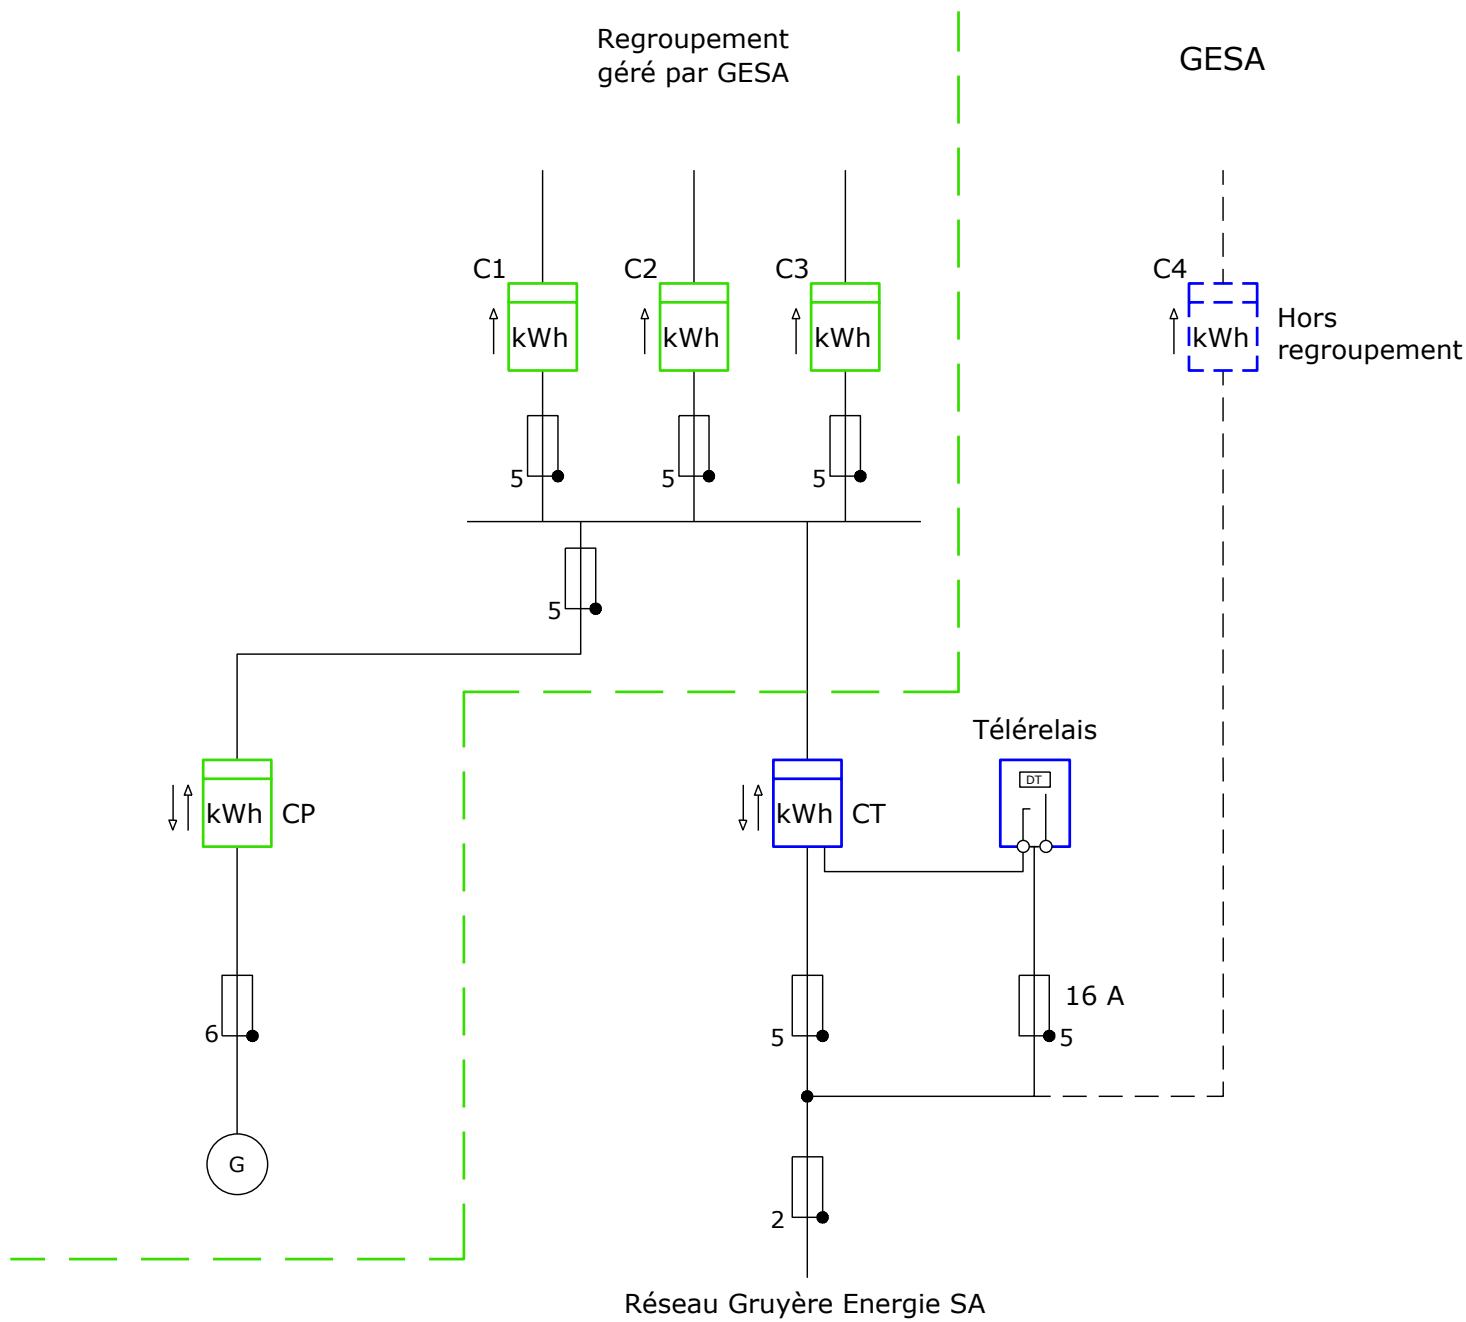 Regroupement
géré par GESA
GESA
C1
C2
C3
C4
kWh
kWh
kWh
kWh
Hors
regroupement
5
5
5
5
Télérelais
DT
kWh
CP
kWh
CT
6
5
16 A
5
G
2
Réseau Gruyère Energie SA